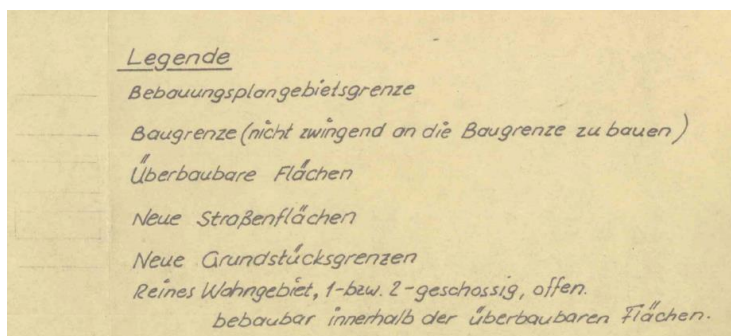 Legende
Bebauungsplangebietsgrenze
Baugrenze (nicht zwingend an die Baugrenze zu bauen)
Überbaubare Flächen
Neue Straßenflächen
Neue Grundstücksgrenzen
Reines Wohngebiet, 1-bzw. 2-geschossig, offen.
bebaubar innerhalb der überbaubaren Flächen.